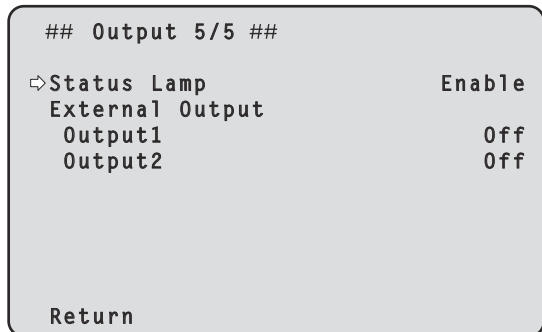 ## Output 5/5 ##
⇨Status Lamp Enable
External Output
Output1 Off
Output2 Off
Return